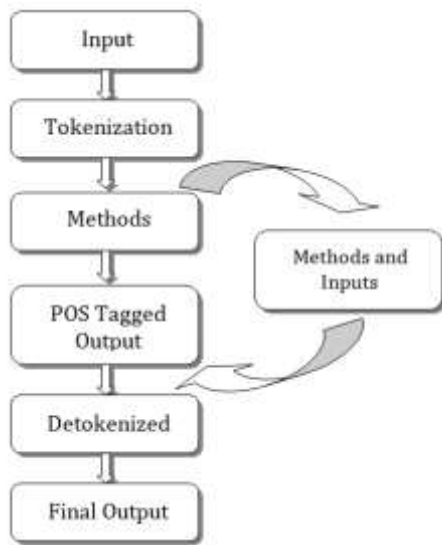 Input
Tokenization
Methods
Methods and
Inputs
POS Tagged
Output
Detokenized
Final Output